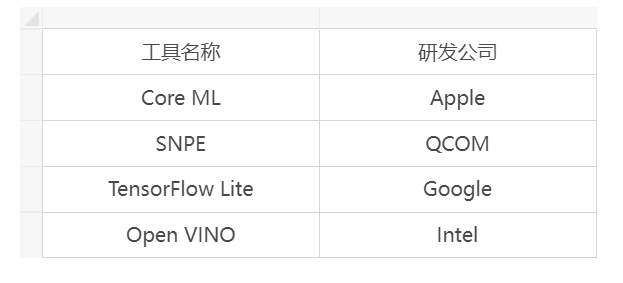 工具名称 研发公司
Core ML Apple
SNPE QCOM
TensorFlow Lite Google
Open VINO Intel